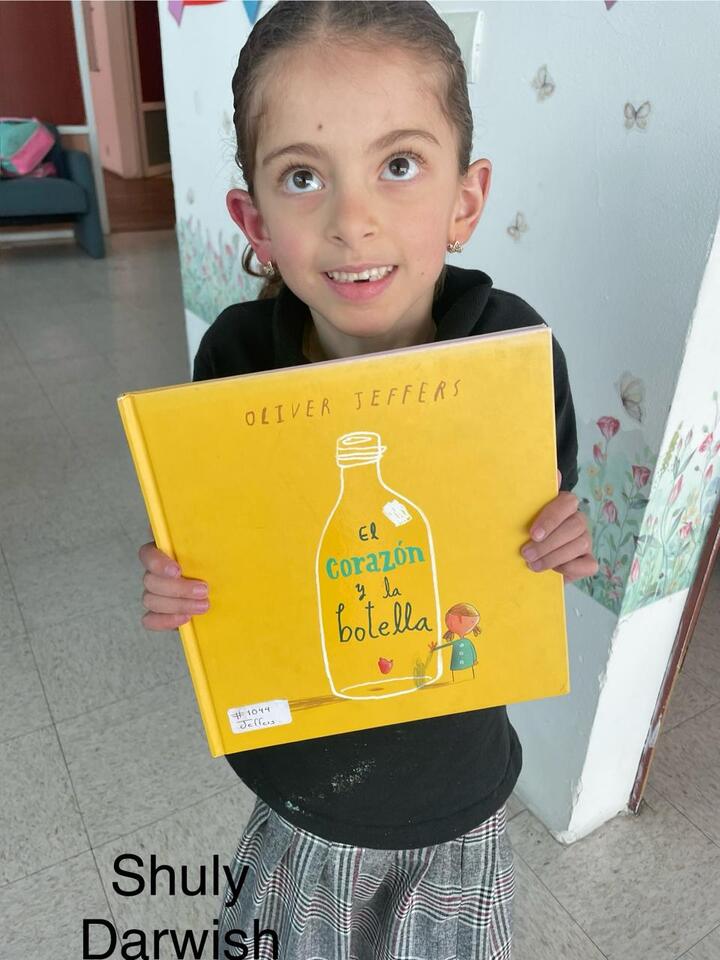 OLIVER JEFFERS
El
corazón
y la
botella
#1044
Jeffers
Shuly
Darwish